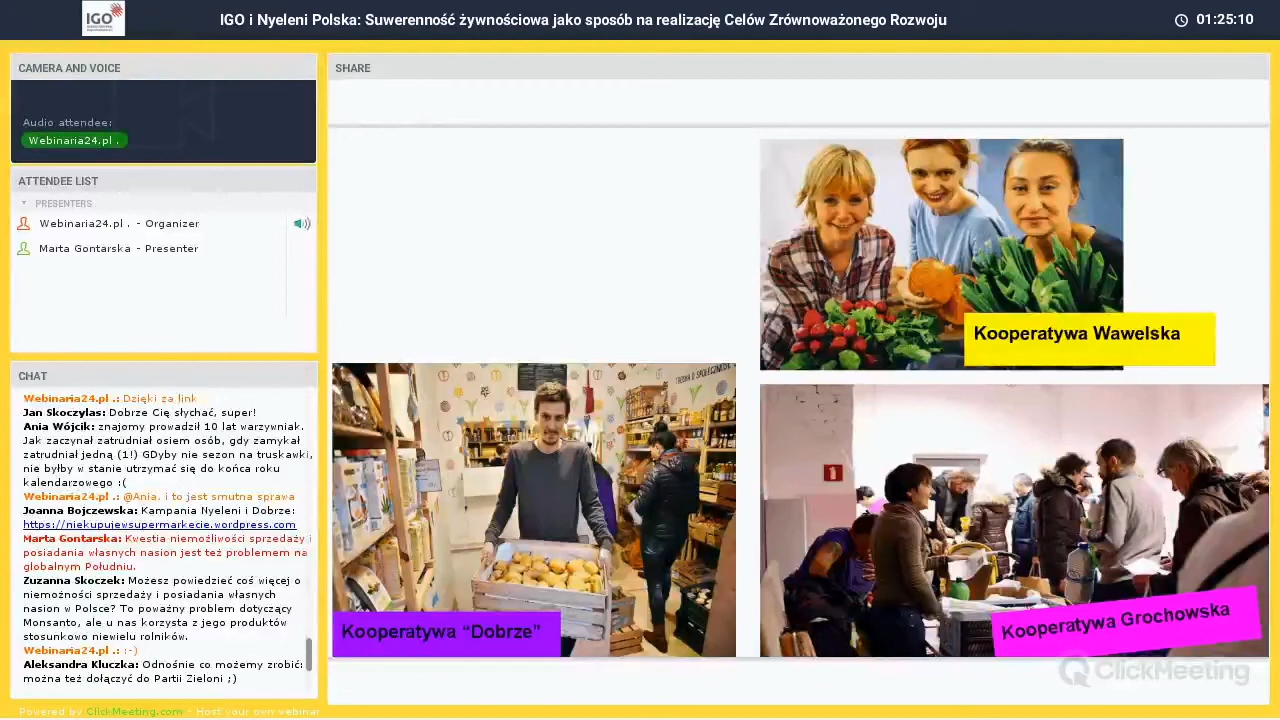 IGO
IGO i Nyeleni Polska: Suwerenność żywnościowa jako sposób na realizację Celów Zrównoważonego Rozwoju
01:25:10
CAMERA AND VOICE
Audio attendee:
Webinaria24.pl .
ATTENDEE LIST
PRESENTERS
Webinaria24.pl . - Organizer
Marta Gontarska - Presenter
CHAT
Webinaria24.pl .: Dzięki za link
Jan Skoczylas: Dobrze Cię słychać, super!
Ania Wójcik: znajomy prowadził 10 lat warzywniak.
Jak zaczynał zatrudniał osiem osób, gdy zamykał
zatrudniał jedną (1!) GDyby nie sezon na truskawki,
nie byłby w stanie utrzymać się do końca roku
kalendarzowego :(
Webinaria24.pl .: @Ania. i to jest smutna sprawa
Joanna Bojczewska: Kampania Nyeleni i Dobrze:
https://niekupujewsupermarkecie.wordpress.com
Marta Gontarska: Kwestia niemożliwości sprzedaży i
posiadania własnych nasion jest też problemem na
globalnym Południu.
Zuzanna Skoczek: Możesz powiedzieć coś więcej o
niemożności sprzedaży i posiadania własnych
nasion w Polsce? To poważny problem dotyczący
Monsanto, ale u nas korzysta z jego produktów
stosunkowo niewielu rolników.
Webinaria24.pl .: :-)
Aleksandra Kluczka: Odnośnie co możemy zrobić:
można też dołączyć do Partii Zieloni ;)
Powered by ClickMeeting.com - Host your own webinar
SHARE
Kooperatywa Wawelska
Kooperatywa “Dobrze”
Kooperatywa Grochowska
ClickMeeting